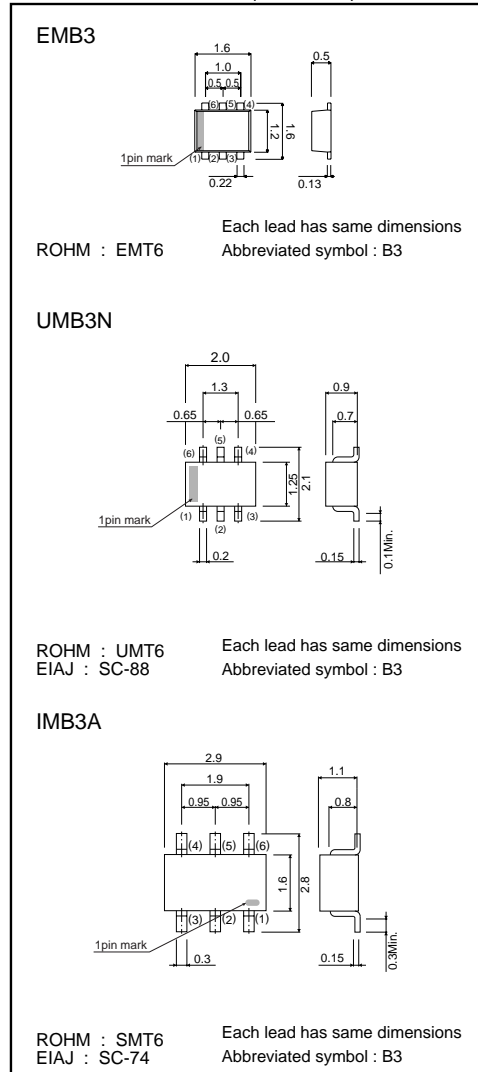 EMB3
1.6
1.0
0.5 0.5
0.5
(6) (5) (4)
1.2
1.6
1pin mark
(1) (2) (3)
0.22
0.13
Each lead has same dimensions
ROHM : EMT6
Abbreviated symbol : B3
UMB3N
2.0
1.3
0.65
0.65
0.9
0.7
(5)
(6)
(4)
1.25
2.1
1pin mark
(1)
(2)
(3)
0.2
0.15
0.1Min.
ROHM : UMT6
Each lead has same dimensions
EIAJ : SC-88
Abbreviated symbol : B3
IMB3A
2.9
1.9
0.95
0.95
1.1
0.8
(4) (5) (6)
1.6
2.8
(3) (2) (1)
1pin mark
0.3
0.15
0.3Min.
ROHM : SMT6
Each lead has same dimensions
EIAJ : SC-74
Abbreviated symbol : B3